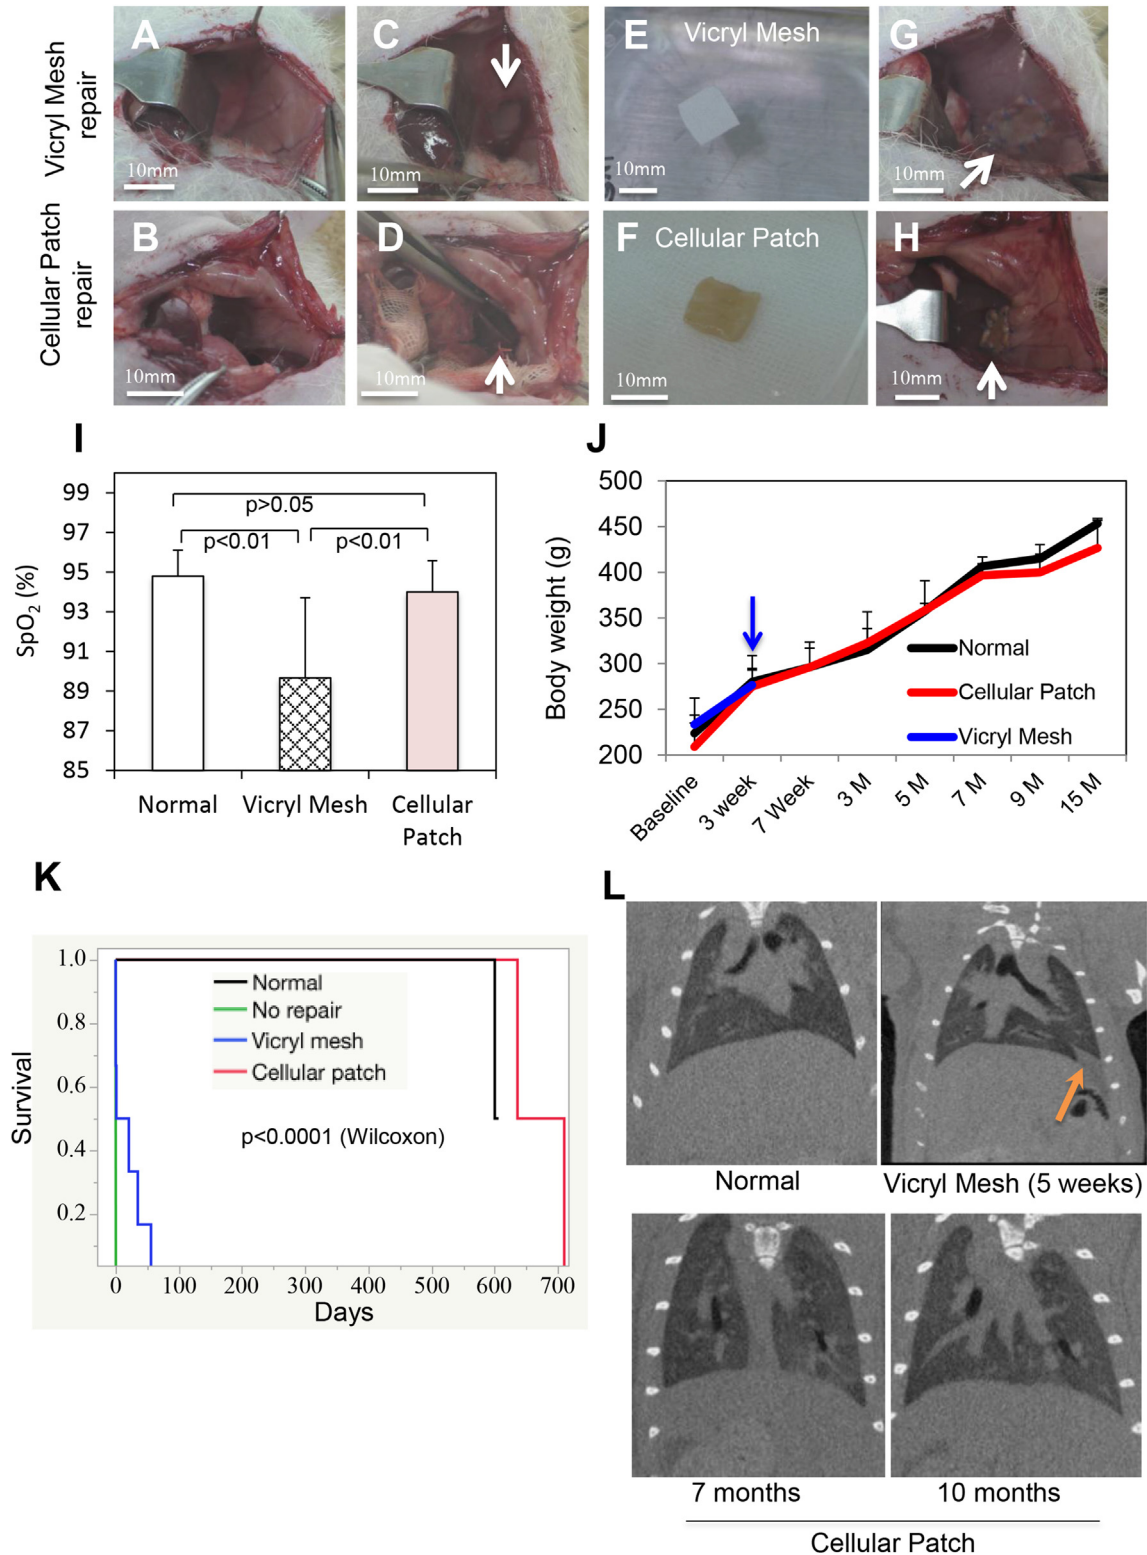 Vicryl Mesh
repair
A
10mm
C
10mm
E
Vicryl Mesh
10mm
G
10mm
Cellular Patch
repair
B
10mm
D
10mm
F
Cellular Patch
10mm
H
10mm
I
SpO2 (%)
99
97
95
93
91
89
87
85
p>0.05
p<0.01
p<0.01
Normal
Vicryl Mesh
Cellular
Patch
J
Body weight (g)
500
450
400
350
300
250
200
Normal
Cellular Patch
Vicryl Mesh
Baseline
3 week
7 Week
3 M
5 M
7 M
9 M
15 M
K
Survival
1.0
0.8
0.6
0.4
0.2
Normal
No repair
Vicryl mesh
Cellular patch
p<0.0001 (Wilcoxon)
0 100 200 300 400 500 600 700
Days
L
Normal
Vicryl Mesh (5 weeks)
7 months
10 months
Cellular Patch